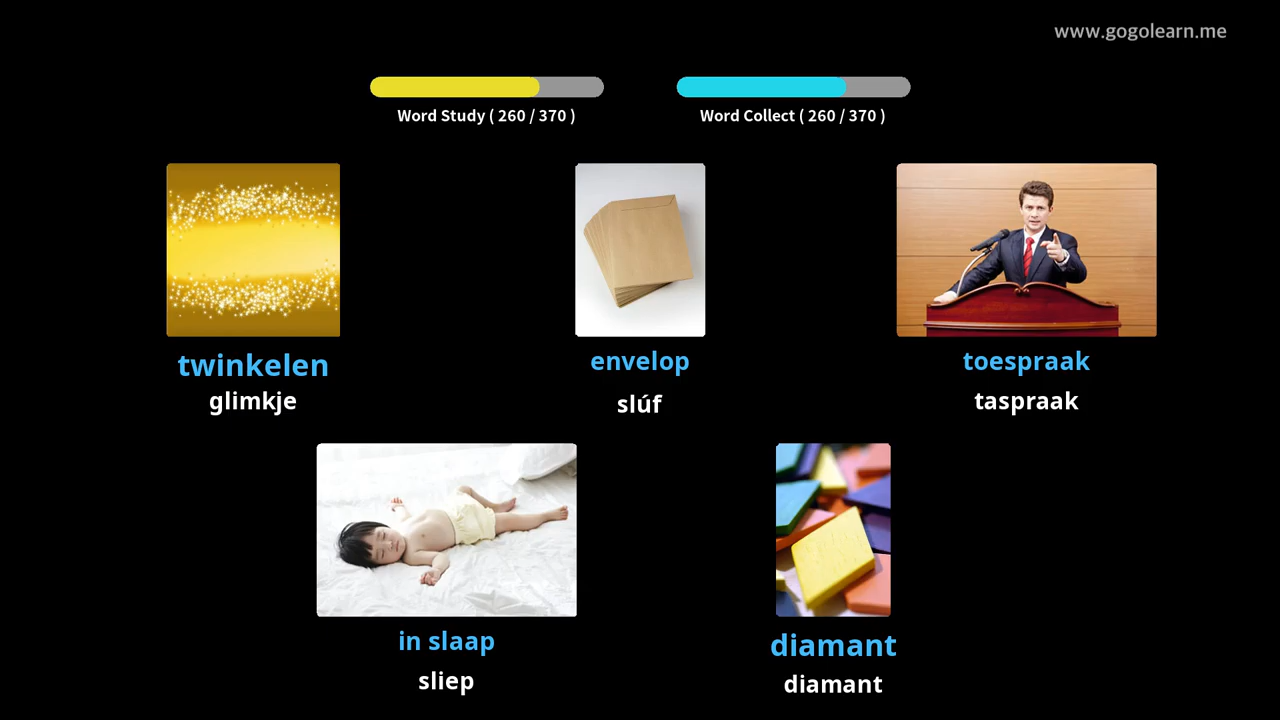 www.gogolearn.me
Word Study ( 260 / 370 )
Word Collect ( 260 / 370 )
twinkelen
glimkje
envelop
slúf
toespraak
taspraak
in slaap
sliep
diamant
diamant